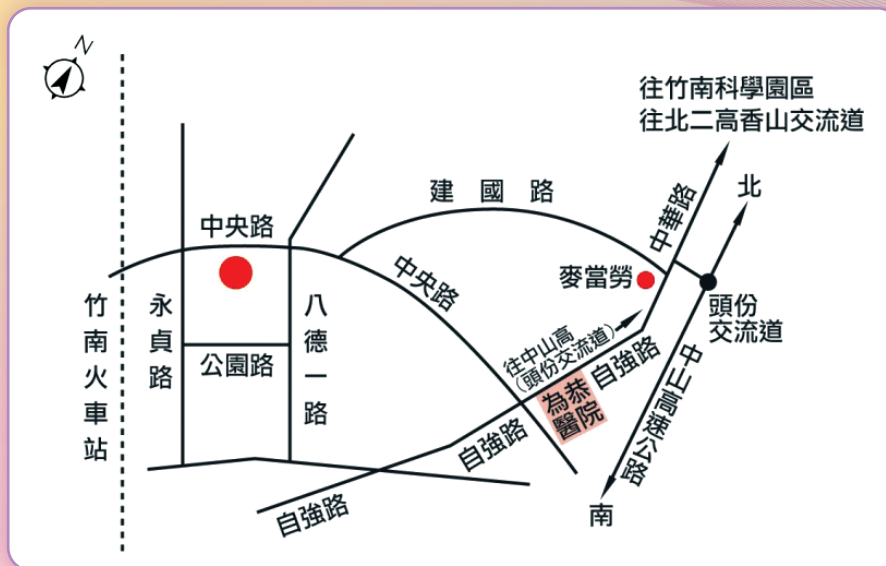 N
往竹南科學園區
往北二高香山交流道
北
建國路
中華路
中央路
中央路
麥當勞
頭份
交流道
竹南火車站
永貞路
八德一路
公園路
往中山高
(頭份交流道)
自強路
中山高速公路
為恭
醫院
自強路
自強路
南